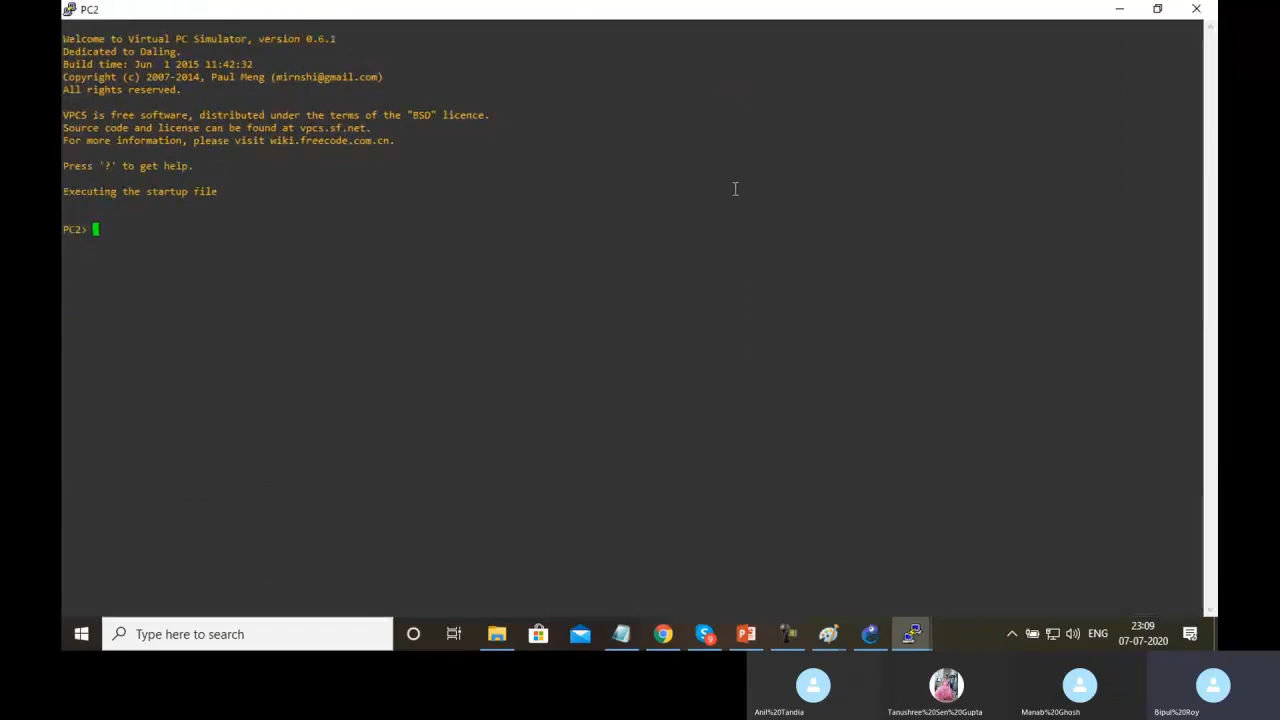 PC2
Welcome to Virtual PC Simulator, version 0.6.1
Dedicated to Daling.
Build time: Jun  1 2015 11:42:32
Copyright (c) 2007-2014, Paul Meng (mirnshi@gmail.com)
All rights reserved.
VPCS is free software, distributed under the terms of the "BSD" licence.
Source code and license can be found at vpcs.sf.net.
For more information, please visit wiki.freecode.com.cn.
Press '?' to get help.
Executing the startup file
PC2>
Type here to search
ENG
23:09
07-07-2020
Anil%20Tandia
Tanushree%20Sen%20Gupta
Manab%20Ghosh
Bipul%20Roy